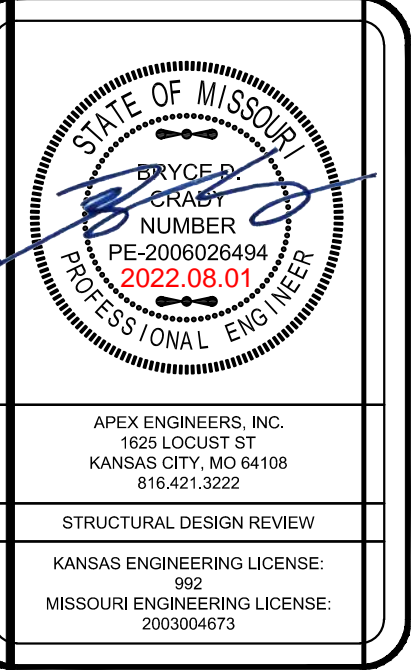 STATE OF MISSOURI
BRYCE D.
CRADY
NUMBER
PE-2006026494
2022.08.01
PROFESSIONAL ENGINEER
APEX ENGINEERS, INC.
1625 LOCUST ST
KANSAS CITY, MO 64108
816.421.3222
STRUCTURAL DESIGN REVIEW
KANSAS ENGINEERING LICENSE:
992
MISSOURI ENGINEERING LICENSE:
2003004673